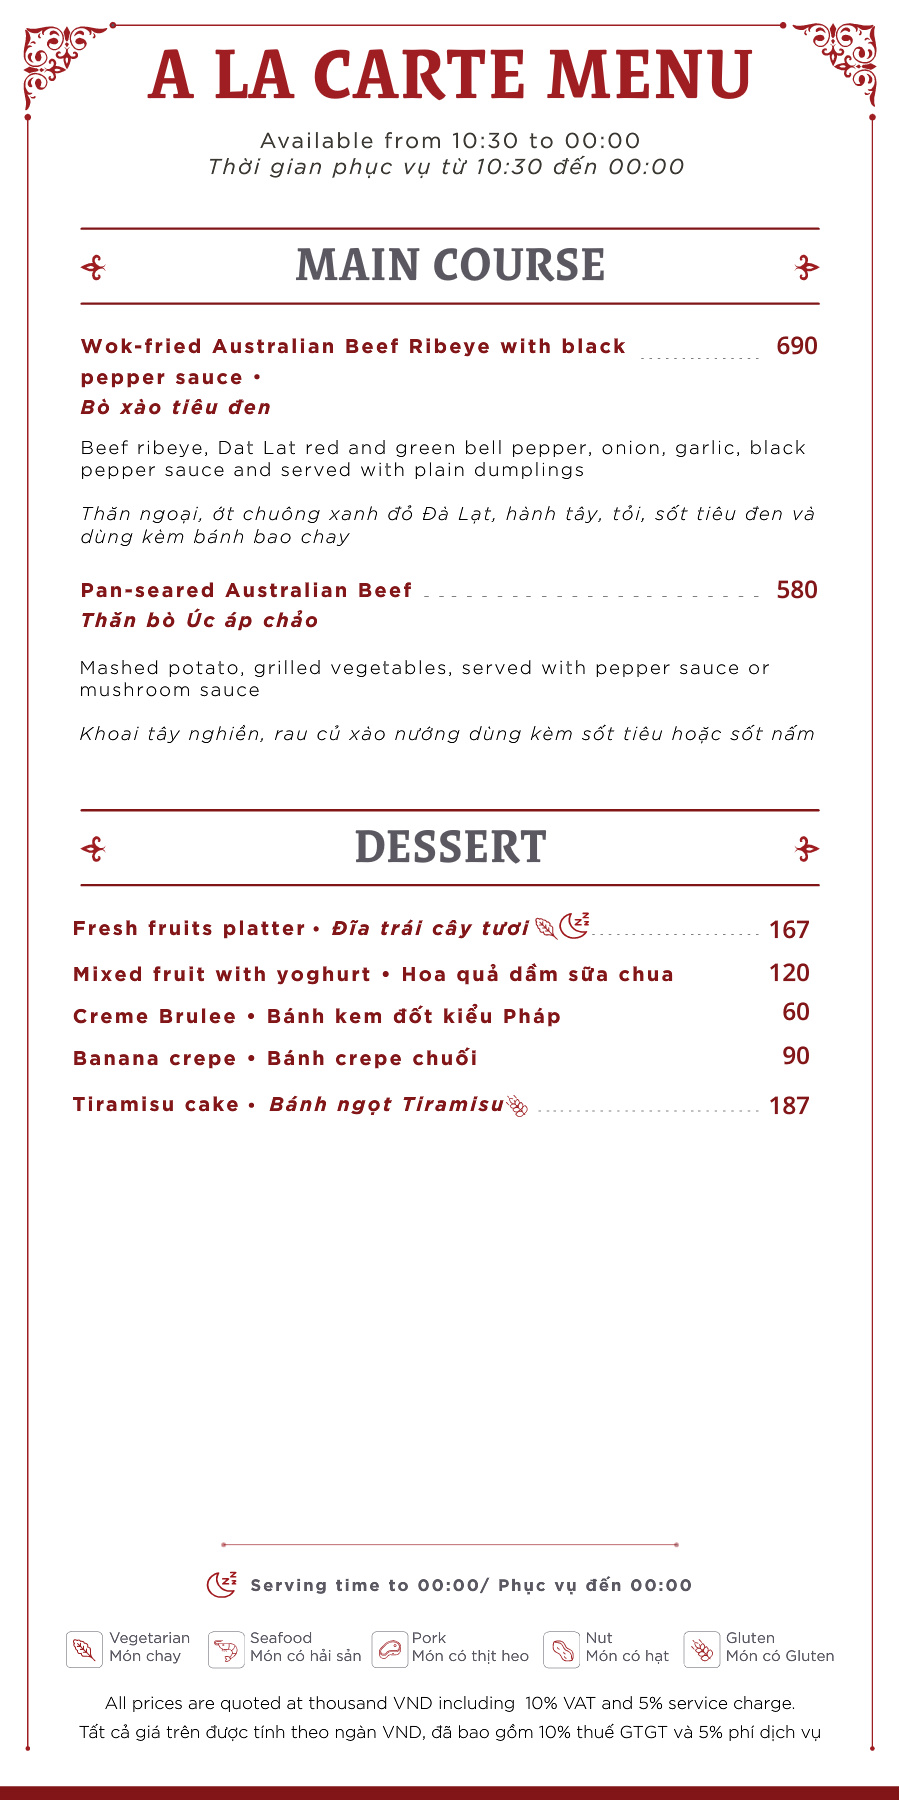 A LA CARTE MENU
Available from 10:30 to 00:00
Thời gian phục vụ từ 10:30 đến 00:00
MAIN COURSE
Wok-fried Australian Beef Ribeye with black 690
pepper sauce •
Bò xào tiêu đen
Beef ribeye, Dat Lat red and green bell pepper, onion, garlic, black
pepper sauce and served with plain dumplings
Thăn ngoại, ớt chuông xanh đỏ Đà Lạt, hành tây, tỏi, sốt tiêu đen và
dùng kèm bánh bao chay
Pan-seared Australian Beef 580
Thăn bò Úc áp chảo
Mashed potato, grilled vegetables, served with pepper sauce or
mushroom sauce
Khoai tây nghiền, rau củ xào nướng dùng kèm sốt tiêu hoặc sốt nấm
DESSERT
Fresh fruits platter • Đĩa trái cây tươi 167
Mixed fruit with yoghurt • Hoa quả dầm sữa chua 120
Creme Brulee • Bánh kem đốt kiểu Pháp 60
Banana crepe • Bánh crepe chuối 90
Tiramisu cake • Bánh ngọt Tiramisu 187
Serving time to 00:00/ Phục vụ đến 00:00
Vegetarian
Món chay
Seafood
Món có hải sản
Pork
Món có thịt heo
Nut
Món có hạt
Gluten
Món có Gluten
All prices are quoted at thousand VND including 10% VAT and 5% service charge.
Tất cả giá trên được tính theo ngàn VND, đã bao gồm 10% thuế GTGT và 5% phí dịch vụ